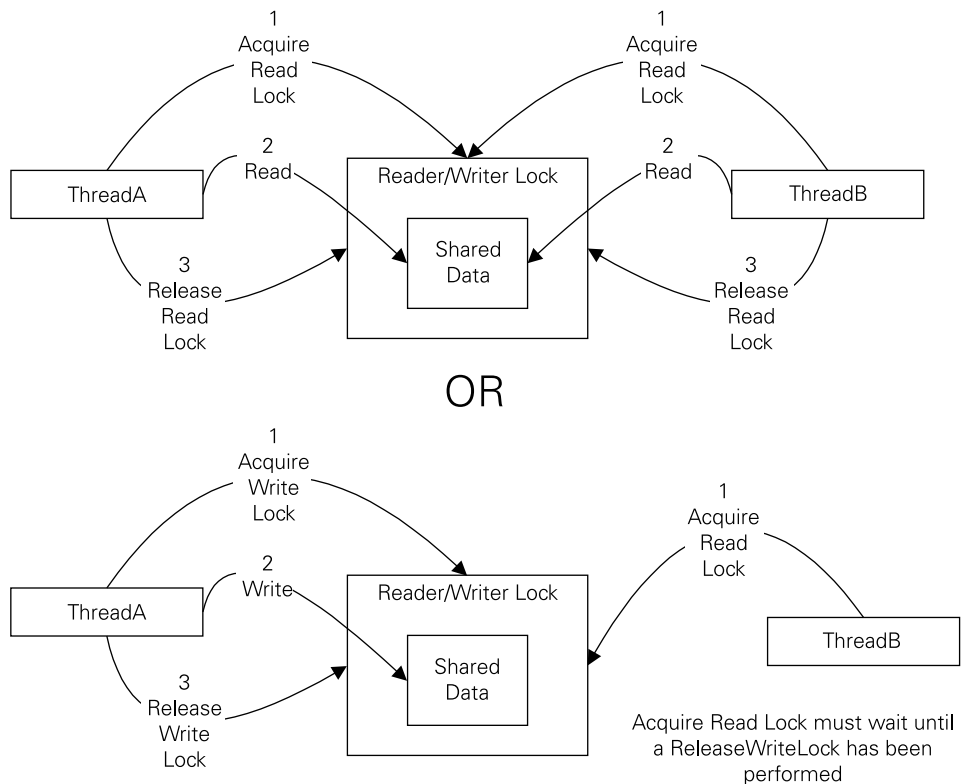 1
Acquire
Read
Lock
1
Acquire
Read
Lock
2
Read
2
Read
ThreadA
Reader/Writer Lock
ThreadB
Shared
Data
3
Release
Read
Lock
3
Release
Read
Lock
OR
1
Acquire
Write
Lock
1
Acquire
Read
Lock
2
Write
ThreadA
Reader/Writer Lock
ThreadB
Shared
Data
3
Release
Write
Lock
Acquire Read Lock must wait until
a ReleaseWriteLock has been
performed